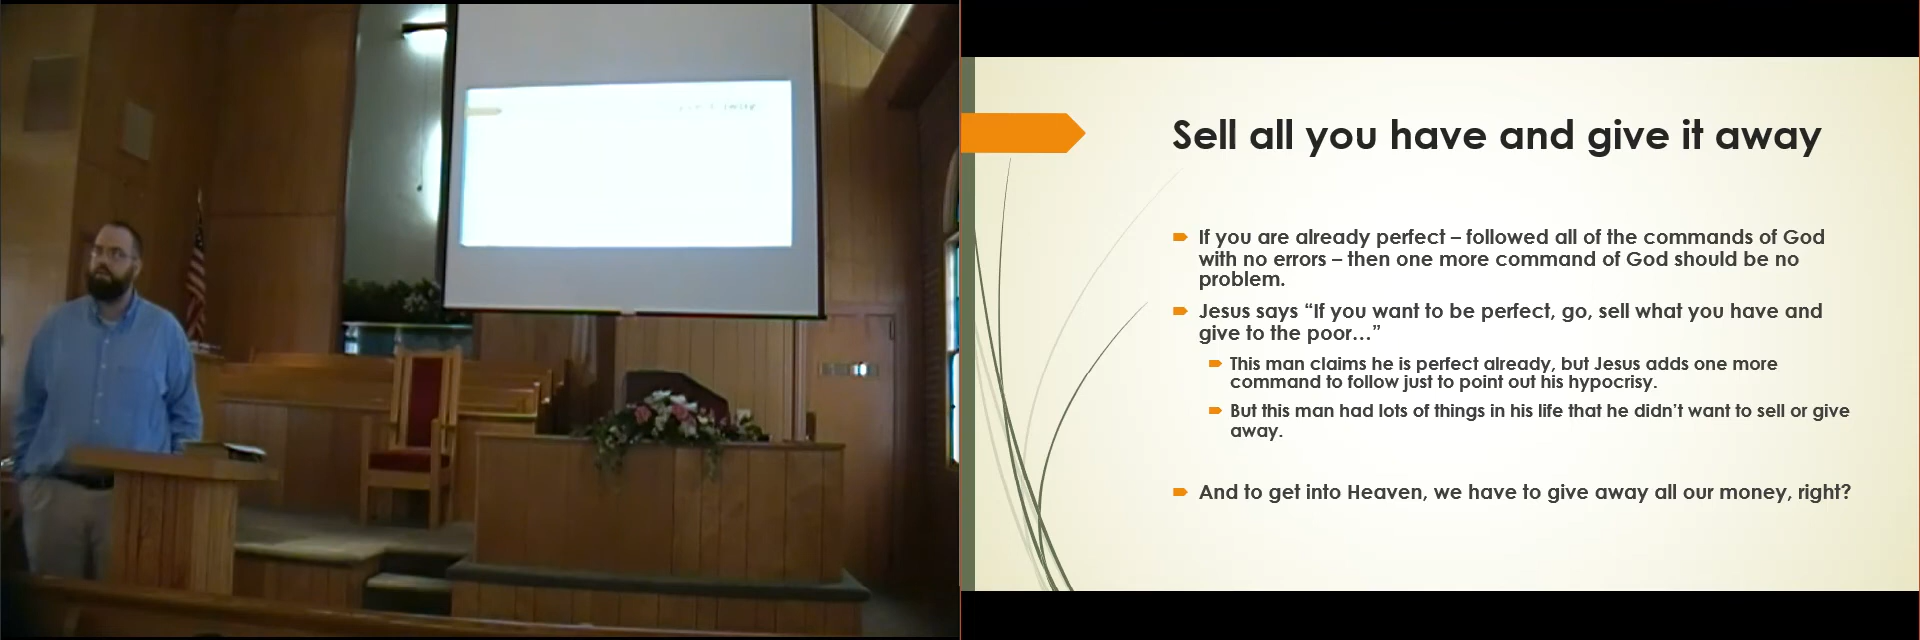 away
Sell all you have and give it away
If you are already perfect – followed all of the commands of God
with no errors – then one more command of God should be no
problem.
Jesus says “If you want to be perfect, go, sell what you have and
give to the poor…”
This man claims he is perfect already, but Jesus adds one more
command to follow just to point out his hypocrisy.
But this man had lots of things in his life that he didn’t want to sell or give
away.
And to get into Heaven, we have to give away all our money, right?